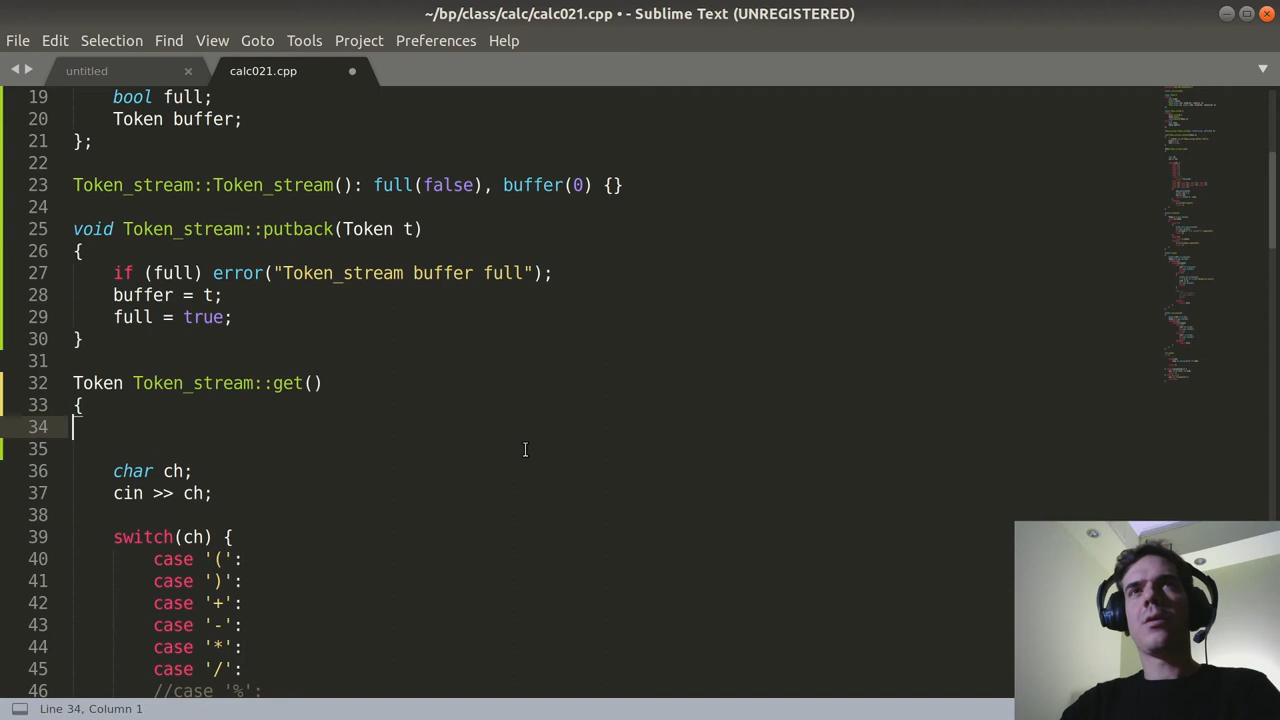 ~/bp/class/calc/calc021.cpp • - Sublime Text (UNREGISTERED)
File Edit Selection Find View Goto Tools Project Preferences Help
untitled calc021.cpp
19 bool full;
20 Token buffer;
21 };
22
23 Token_stream::Token_stream(): full(false), buffer(0) {}
24
25 void Token_stream::putback(Token t)
26 {
27 if (full) error("Token_stream buffer full");
28 buffer = t;
29 full = true;
30 }
31
32 Token Token_stream::get()
33 {
34
35
36 char ch;
37 cin >> ch;
38
39 switch(ch) {
40 case '(':
41 case ')':
42 case '+':
43 case '-':
44 case '*':
45 case '/':
46 //case '%':
Line 34, Column 1